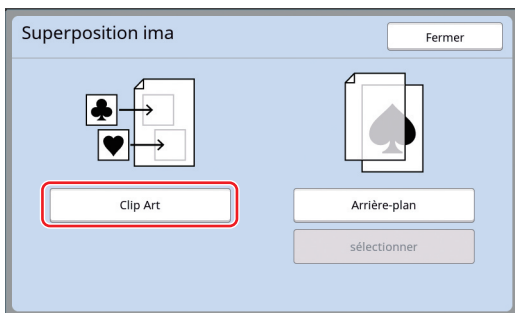 Superposition ima
Fermer
Clip Art
Arrière-plan
sélectionner